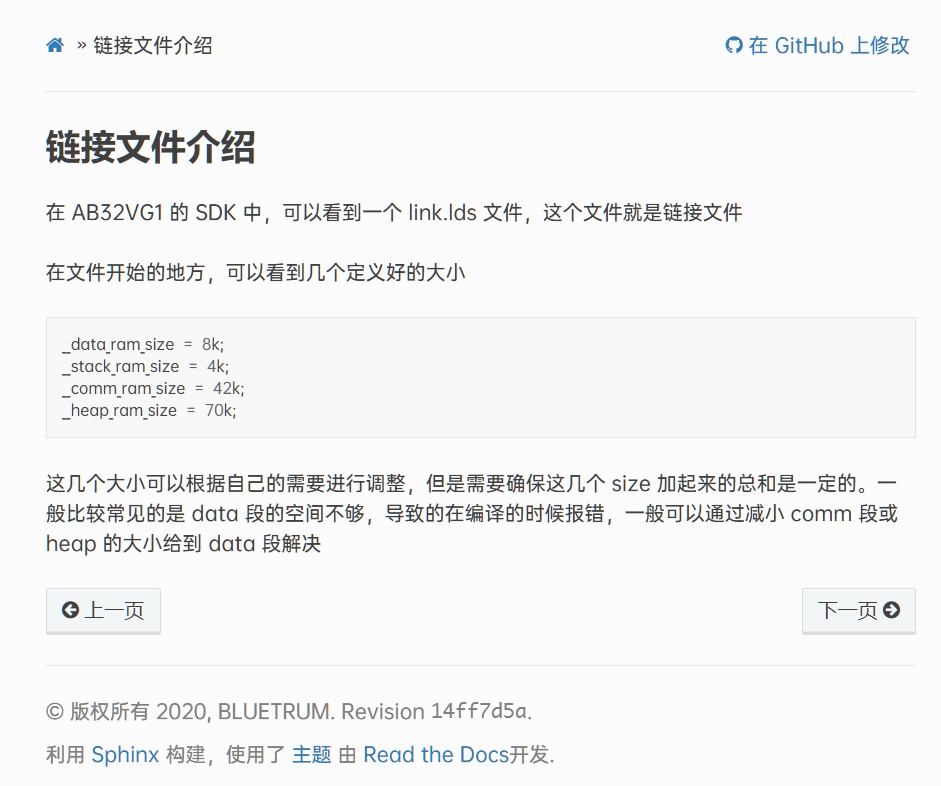 » 链接文件介绍
在 GitHub 上修改
链接文件介绍
在 AB32VG1 的 SDK 中，可以看到一个 link.lds 文件，这个文件就是链接文件
在文件开始的地方，可以看到几个定义好的大小
_data_ram_size = 8k;
_stack_ram_size = 4k;
_comm_ram_size = 42k;
_heap_ram_size = 70k;
这几个大小可以根据自己的需要进行调整，但是需要确保这几个 size 加起来的总和是一定的。一
般比较常见的是 data 段的空间不够，导致的在编译的时候报错，一般可以通过减小 comm 段或
heap 的大小给到 data 段解决
上一页
下一页
© 版权所有 2020, BLUETRUM. Revision 14ff7d5a.
利用 Sphinx 构建，使用了 主题 由 Read the Docs开发.